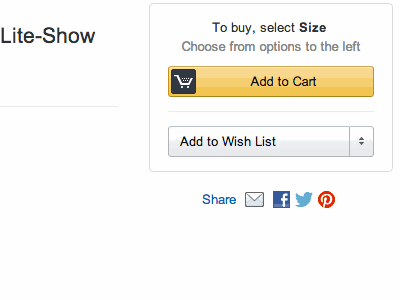 Lite-Show
To buy, select Size
Choose from options to the left
Add to Cart
Add to Wish List
Share